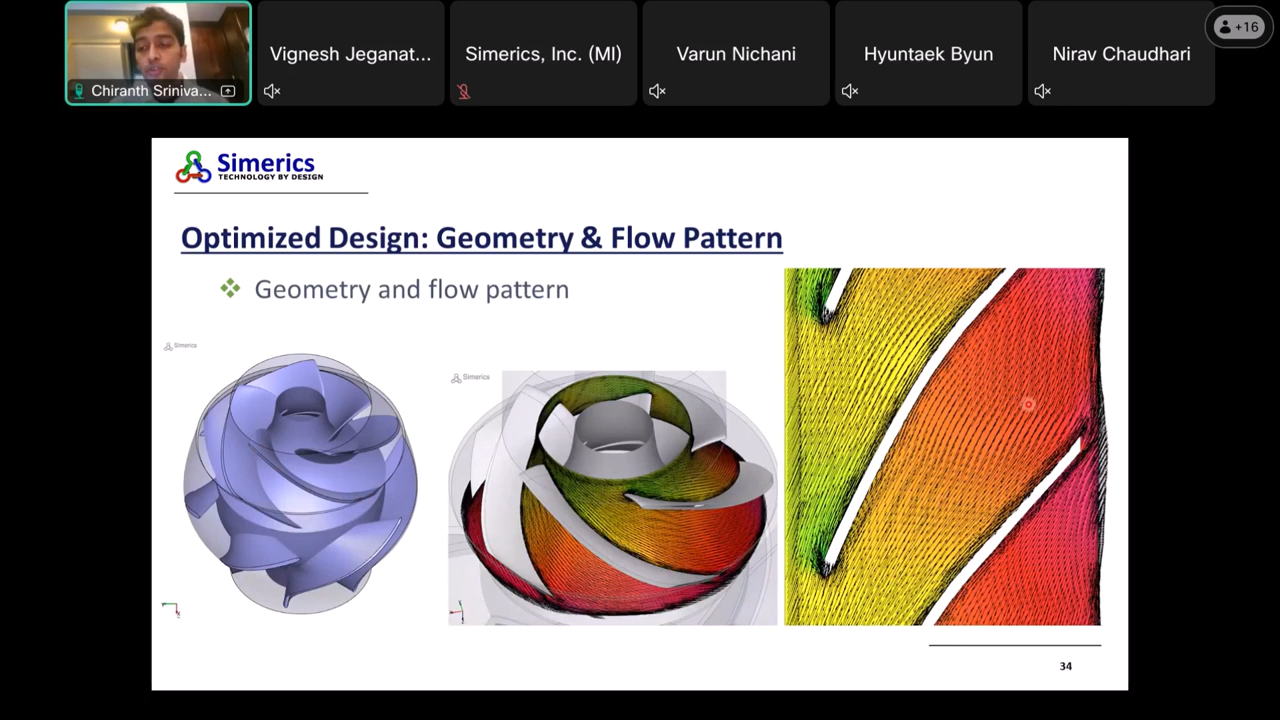 Chiranth Sriniva...
Vignesh Jeganat...
Simerics, Inc. (MI)
Varun Nichani
Hyuntaek Byun
Nirav Chaudhari
+16
Simerics
TECHNOLOGY BY DESIGN
Optimized Design: Geometry & Flow Pattern
Geometry and flow pattern
Simerics
Simerics
34